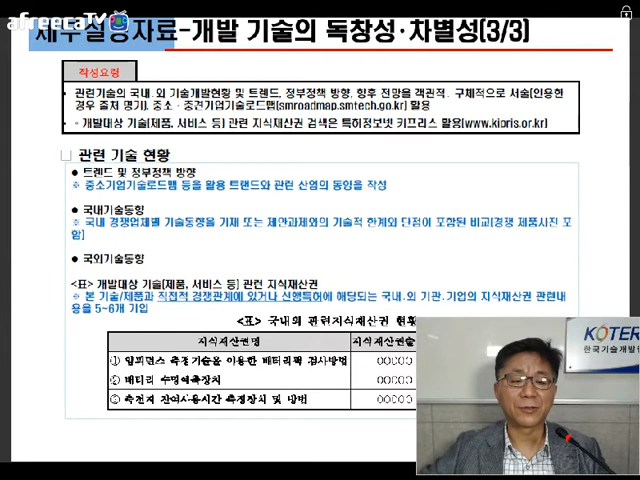 afreecaTV
세부설명자료-개발 기술의 독창성·차별성(3/3)
작성요령
관련기술의 국내.외 기술개발현황 및 트렌드, 정부정책 방향, 향후 전망을 객관적. 구체적으로 서술(인용한
경우 출처 명기), 중소·중견기업기술로드맵(smroadmap.smtech.go.kr) 활용
◦ 개발대상 기술(제품, 서비스 등) 관련 지식재산권 검색은 특허정보넷 키프리스 활용(www.kipris.or.kr)
□ 관련 기술 현황
● 트렌드 및 정부정책 방향
※ 중소기업기술로드맵 등을 활용 트랜드와 관련 산업의 동향을 작성
● 국내기술동향
※ 국내 경쟁업체별 기술동향을 기재 또는 제안과제와의 기술적 한계와 단점이 포함된 비교(경쟁 제품사진 포
함)
● 국외기술동향
<표> 개발대상 기술(제품, 서비스 등) 관련 지식재산권
※ 본 기술/제품과 직접적 경쟁관계에 있거나 선행특허에 해당되는 국내.외 기관.기업의 지식재산권 관련내
용을 5~6개 기입
<표> 국내외 관련지식재산권 현황
지식재산권명 지식재산권출
① 임피던스 측정기술을 이용한 배터리팩 검사방법 OOOOO
② 배터리 수명예측장치 OOOOO
③ 축전지 잔여사용시간 측정장치 및 방법 OOOOO
KOTER
한국기술개발